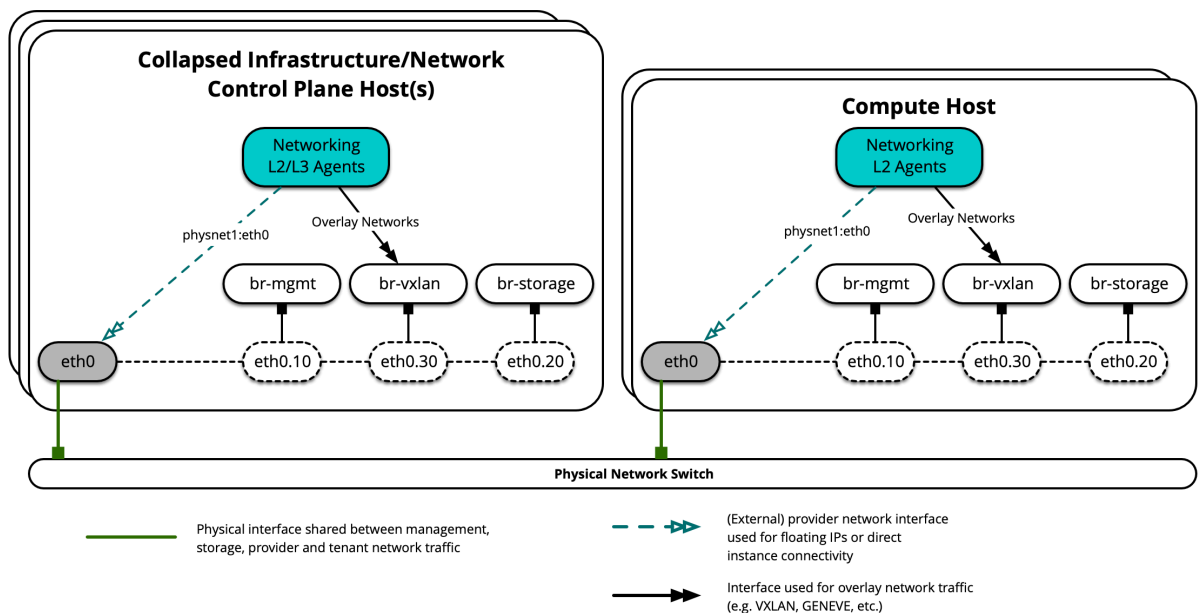 Collapsed Infrastructure/Network
Control Plane Host(s)
Networking
L2/L3 Agents
Overlay Networks
physnet1:eth0
br-mgmt
br-vxlan
br-storage
eth0
eth0.10
eth0.30
eth0.20
Compute Host
Networking
L2 Agents
Overlay Networks
physnet1:eth0
br-mgmt
br-vxlan
br-storage
eth0
eth0.10
eth0.30
eth0.20
Physical Network Switch
Physical interface shared between management,
storage, provider and tenant network traffic
(External) provider network interface
used for floating IPs or direct
instance connectivity
Interface used for overlay network traffic
(e.g. VXLAN, GENEVE, etc.)